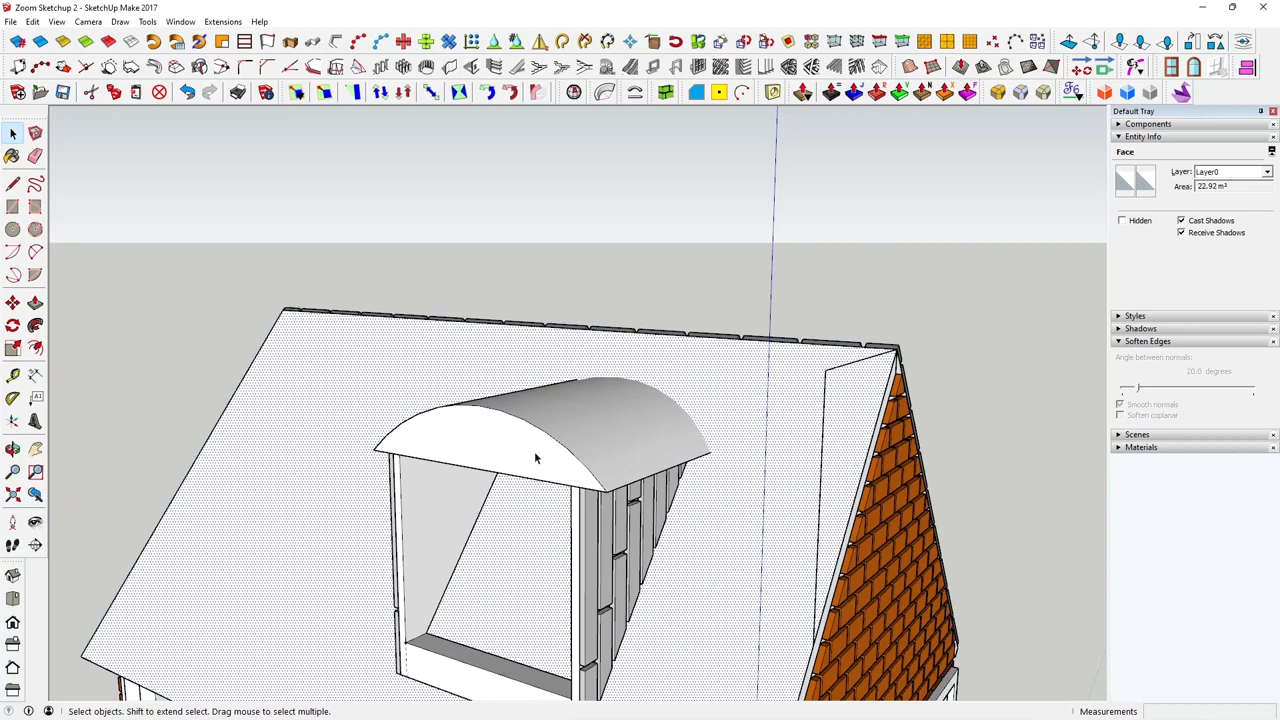 Zoom Sketchup 2 - SketchUp Make 2017
File Edit View Camera Draw Tools Window Extensions Help
Default Tray
Components
Entity Info
Face
Layer: Layer0
Area: 22.92 m²
Hidden Cast Shadows
Receive Shadows
Styles
Shadows
Soften Edges
Angle between normals:
20.0 degrees
Smooth normals
Soften coplanar
Scenes
Materials
Select objects. Shift to extend select. Drag mouse to select multiple.
Measurements